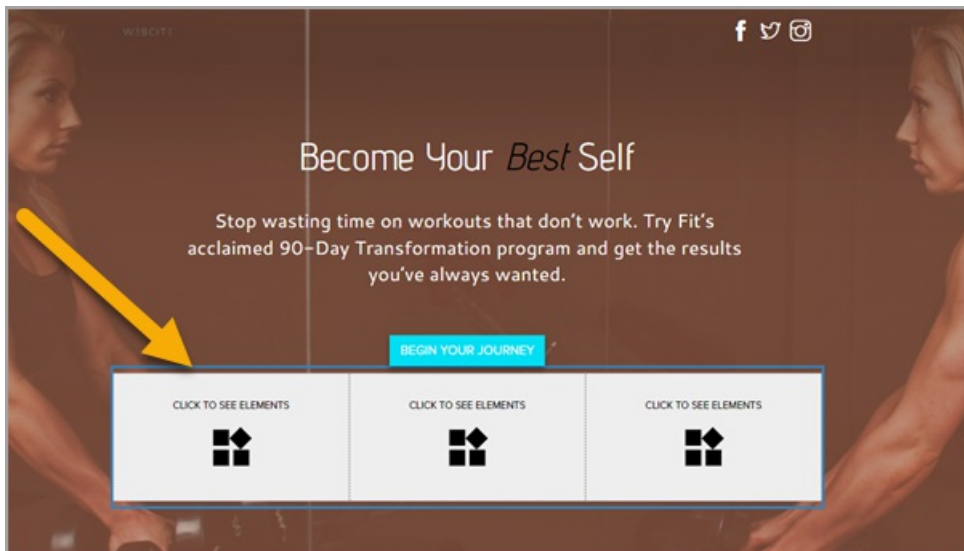 WEBCITE
Become Your Best Self
Stop wasting time on workouts that don't work. Try Fit's
acclaimed 90-Day Transformation program and get the results
you've always wanted.
BEGIN YOUR JOURNEY
CLICK TO SEE ELEMENTS
CLICK TO SEE ELEMENTS
CLICK TO SEE ELEMENTS